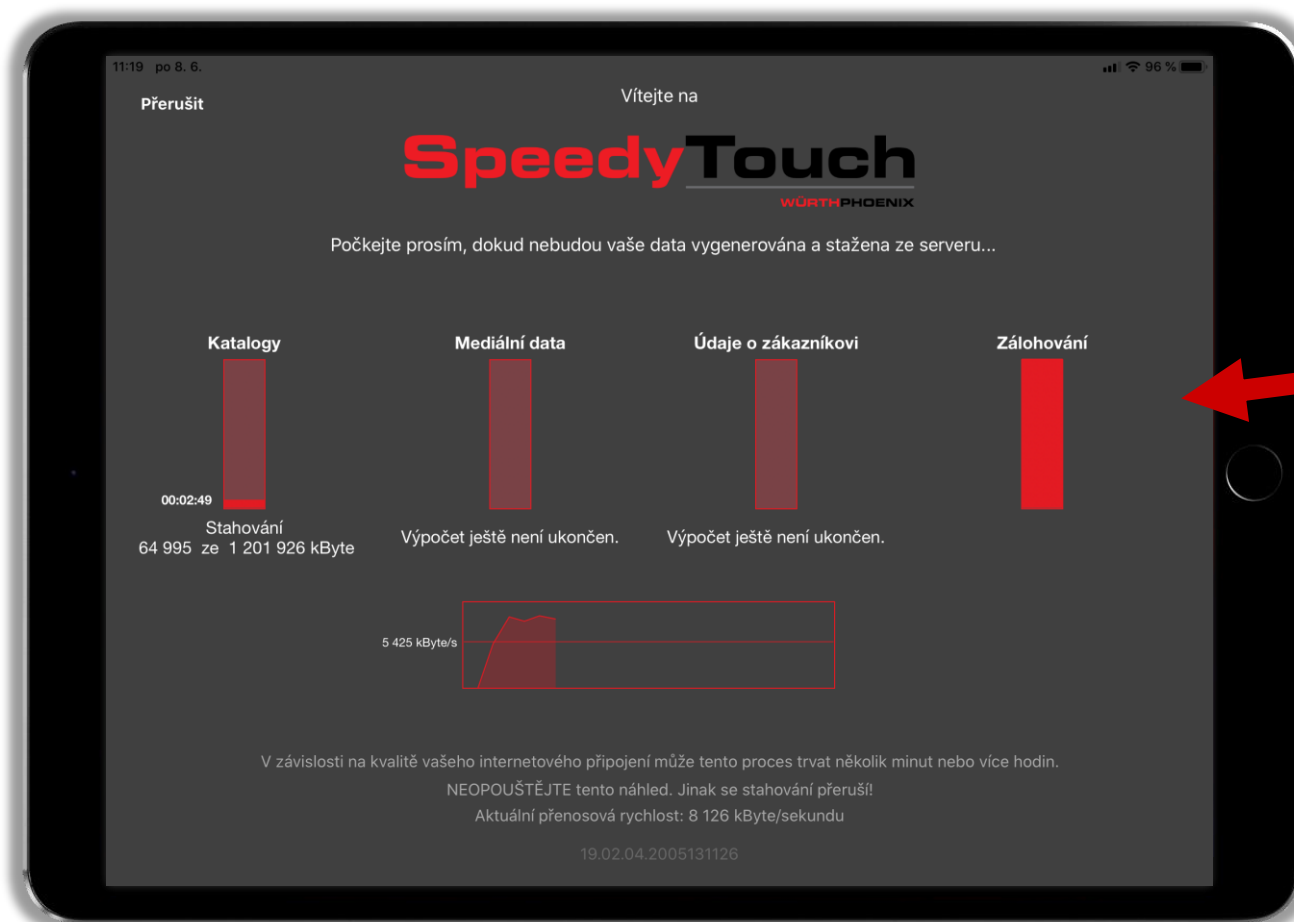 11:19 po 8. 6.
96 %
Přerušit
Vítejte na
SpeedyTouch
WÜRTHPHOENIX
Počkejte prosím, dokud nebudou vaše data vygenerována a stažena ze serveru...
Katalogy
Mediální data
Údaje o zákazníkovi
Zálohování
00:02:49
Stahování
64 995 ze 1 201 926 kByte
Výpočet ještě není ukončen.
Výpočet ještě není ukončen.
5 425 kByte/s
V závislosti na kvalitě vašeho internetového připojení může tento proces trvat několik minut nebo více hodin.
NEOPOUŠTĚJTE tento náhled. Jinak se stahování přeruší!
Aktuální přenosová rychlost: 8 126 kByte/sekundu
19.02.04.2005131126